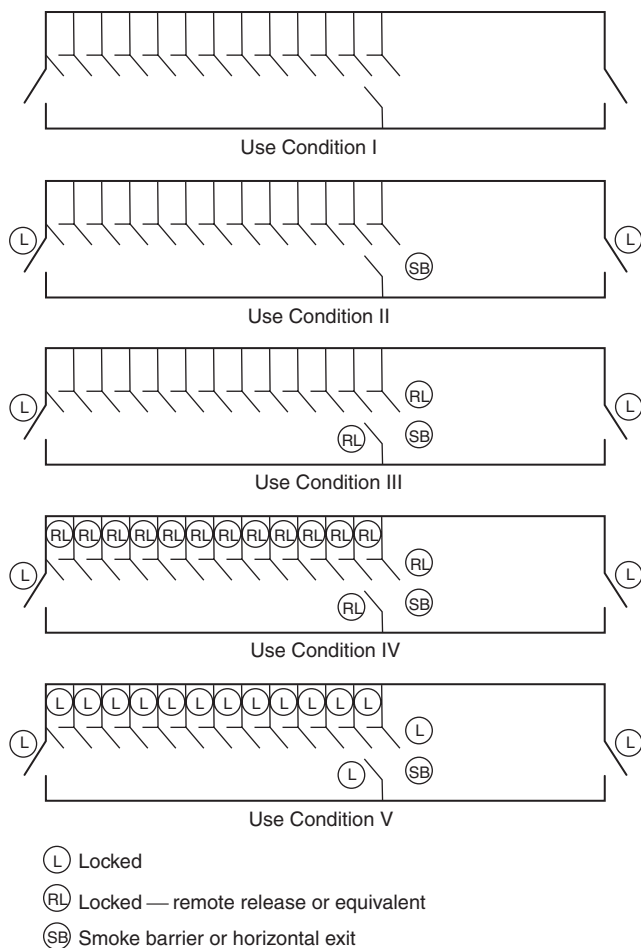 Use Condition I
L L
SB
Use Condition II
RL
L L
RL SB
Use Condition III
RL RL RL RL RL RL RL RL RL RL RL RL
L RL L
RL SB
Use Condition IV
L L L L L L L L L L L L
L L L
L SB
Use Condition V
L Locked
RL Locked — remote release or equivalent
SB Smoke barrier or horizontal exit